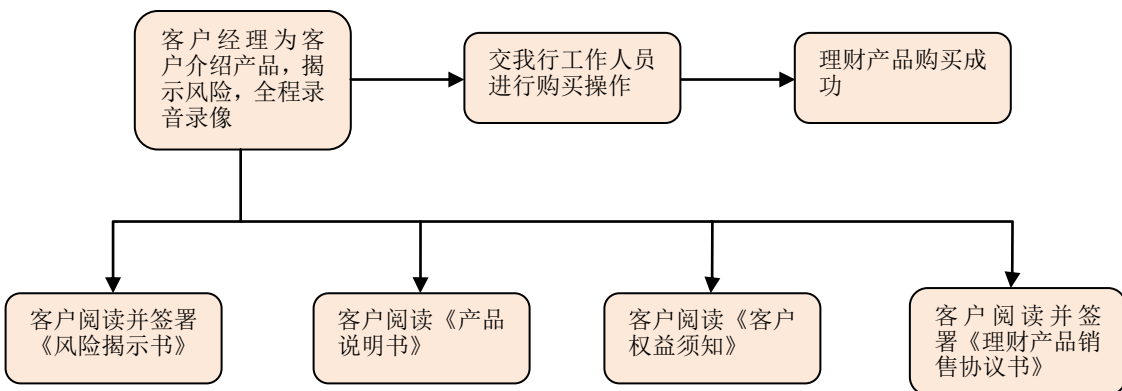 客户经理为客
户介绍产品，揭
示风险，全程录
音录像
交我行工作人员
进行购买操作
理财产品购买成
功
客户阅读并签署
《风险揭示书》
客户阅读《产品
说明书》
客户阅读《客户
权益须知》
客户阅读并签
署《理财产品销
售协议书》